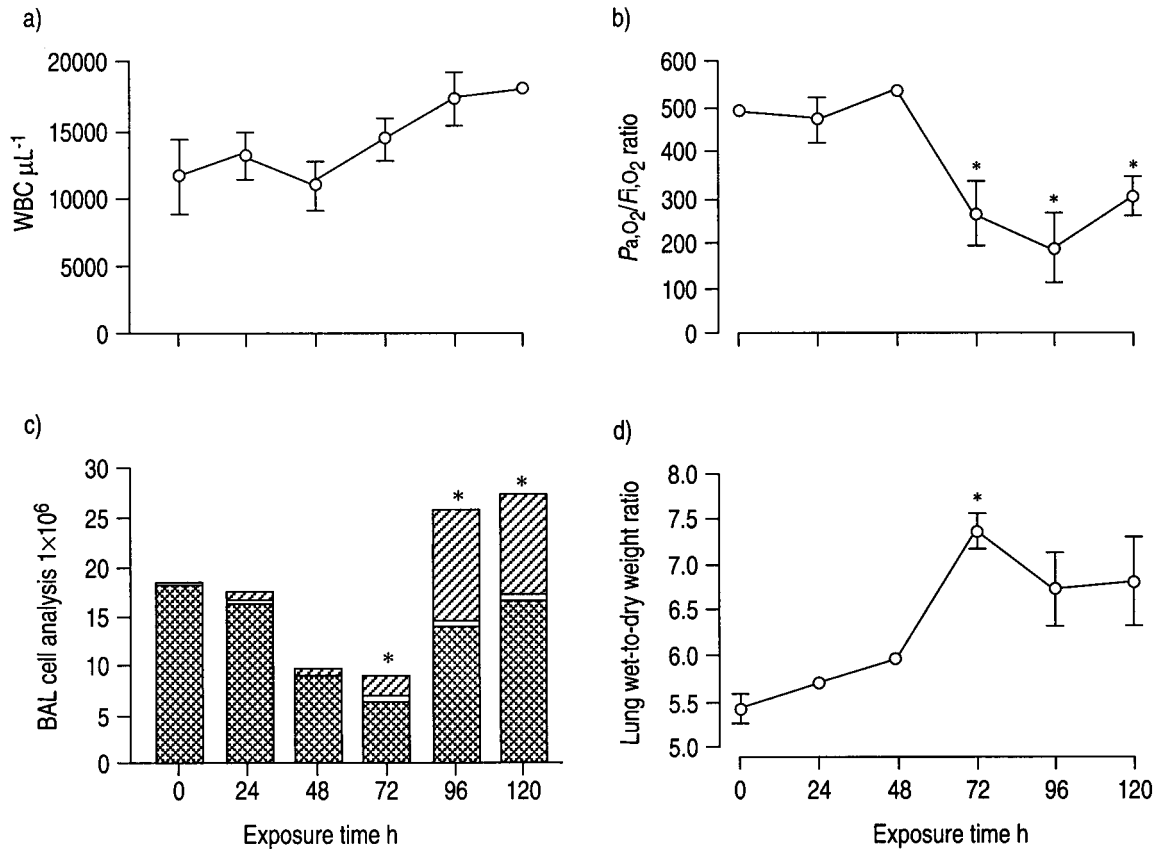 a)
WBC µL⁻¹
20000
15000
10000
5000
0
b)
Pa,O₂/Fi,O₂ ratio
600
500
400
300
200
100
0
*
*
*
c)
BAL cell analysis 1×10⁶
30
25
20
15
10
5
0
*
*
*
0 24 48 72 96 120
Exposure time h
d)
Lung wet-to-dry weight ratio
8.0
7.5
7.0
6.5
6.0
5.5
5.0
*
0 24 48 72 96 120
Exposure time h